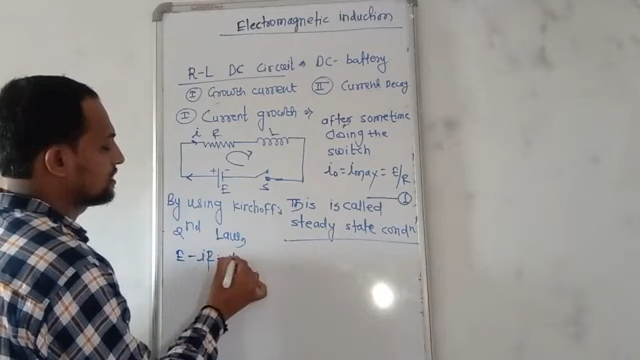 Electromagnetic induction
R-L DC circuit → DC-battery
I Growth current II Current Decay
I Current growth →
after sometime
closing the
switch
i R L
+ -
E S
i₀ = imax = E/R
I
This is called
steady state condn
By using Kirchoff's
2nd Law,
E - iR -